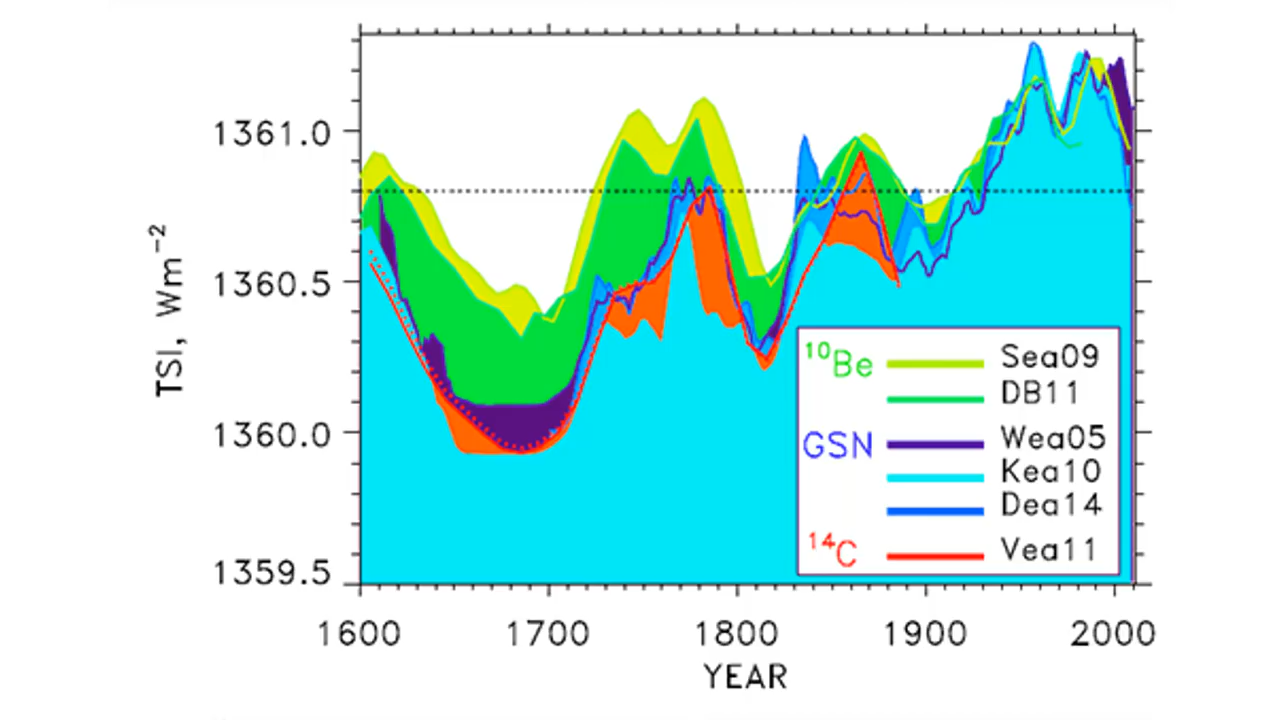 TSI, Wm⁻²
1361.0
1360.5
1360.0
1359.5
¹⁰Be
Sea09
DB11
GSN
Wea05
Kea10
Dea14
¹⁴C
Vea11
1600 1700 1800 1900 2000
YEAR